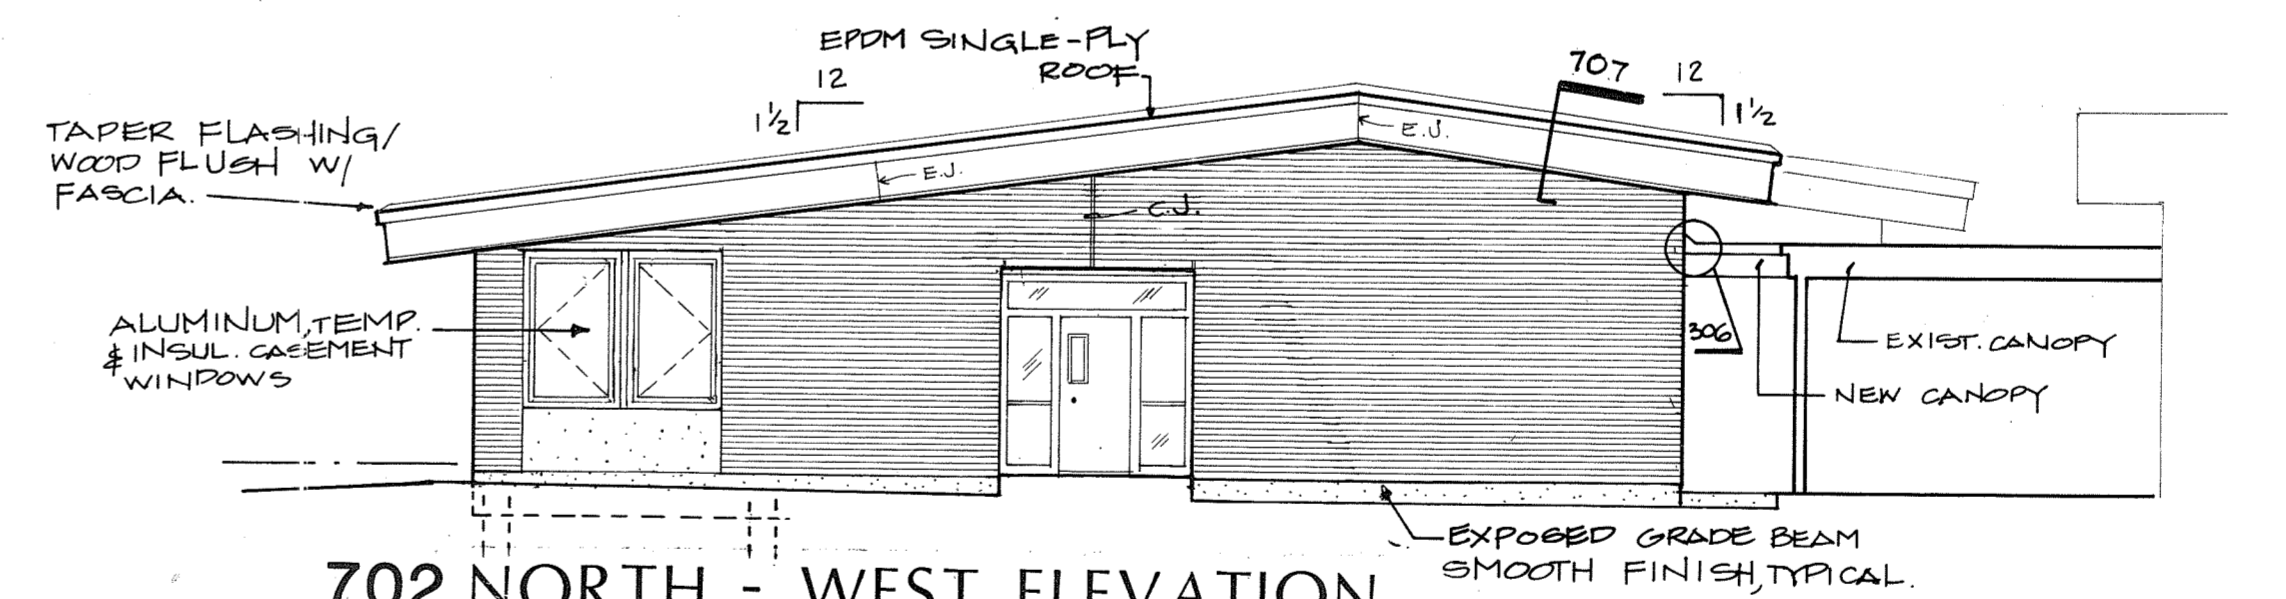 EPDM SINGLE-PLY
ROOF
12
1½
707
12
1½
TAPER FLASHING/
WOOD FLUSH W/
FASCIA.
E.J.
E.J.
C.J.
ALUMINUM, TEMP.
& INSUL. CASEMENT
WINDOWS
306
EXIST. CANOPY
NEW CANOPY
EXPOSED GRADE BEAM
SMOOTH FINISH, TYPICAL.
702 NORTH - WEST ELEVATION